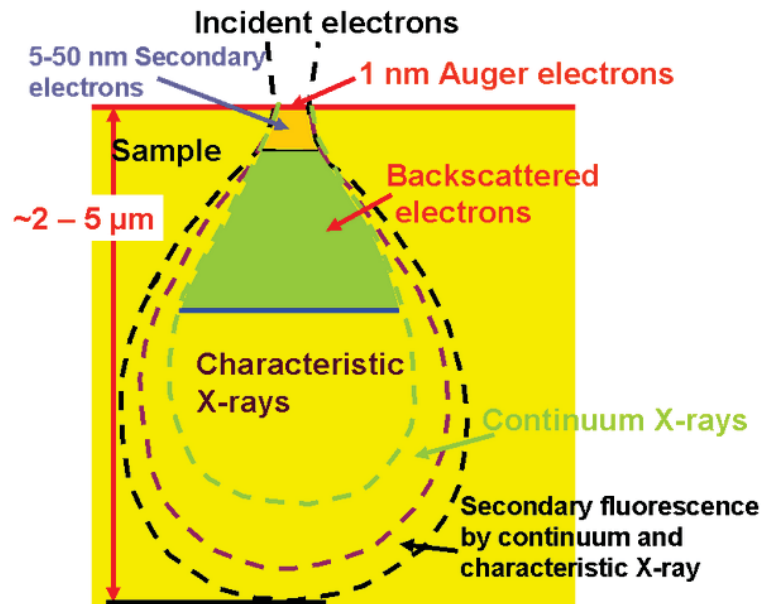 Incident electrons
5-50 nm Secondary
electrons
1 nm Auger electrons
Sample
Backscattered
electrons
~2 – 5 µm
Characteristic
X-rays
Continuum X-rays
Secondary fluorescence
by continuum and
characteristic X-ray